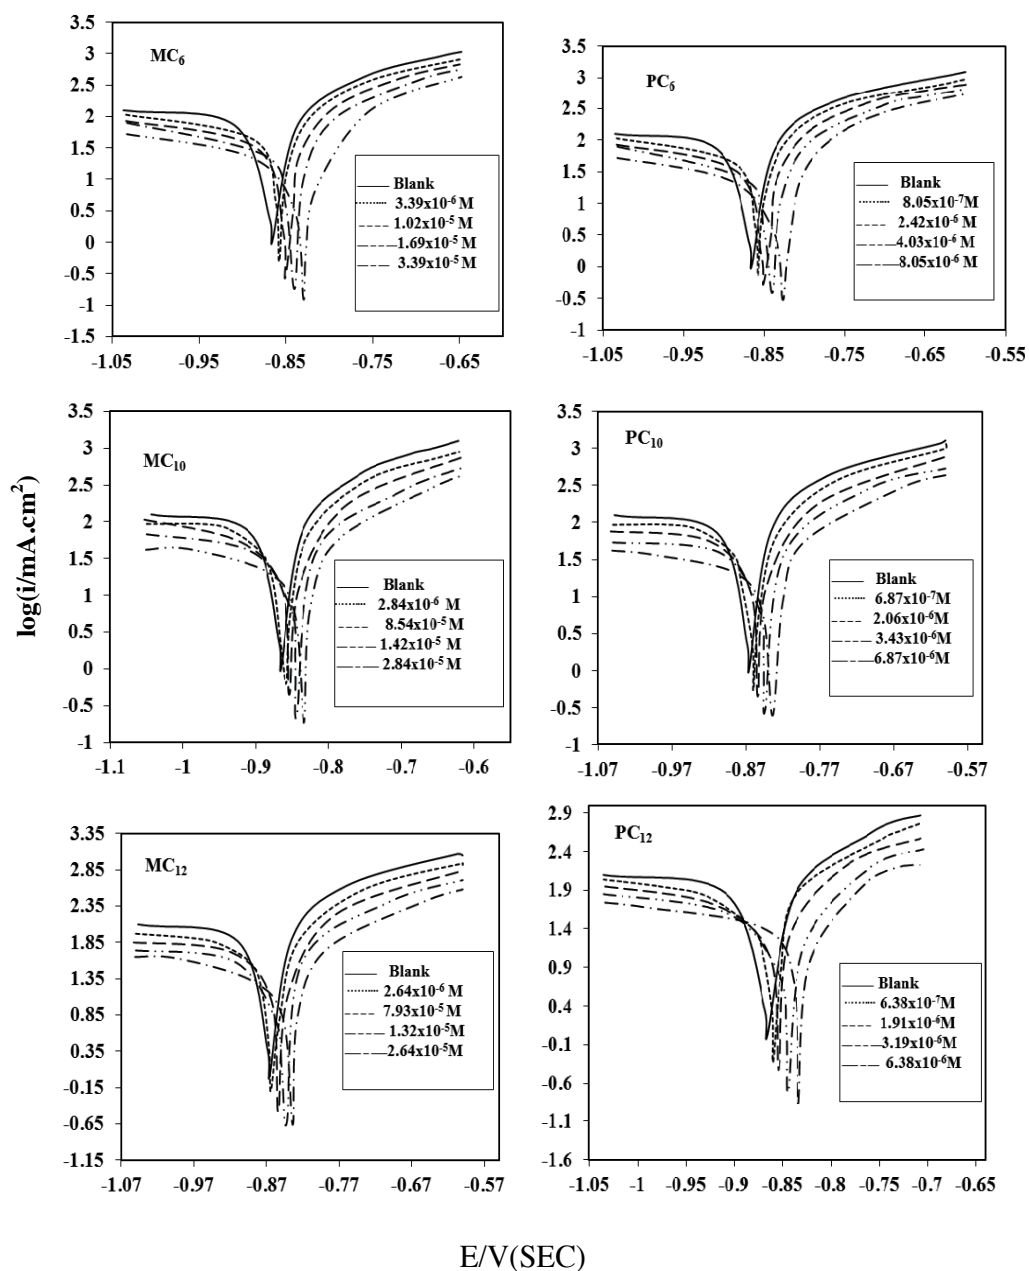 MC₆
3.5
3
2.5
2
1.5
1
0.5
0
-0.5
-1
-1.5
-1.05 -0.95 -0.85 -0.75 -0.65
Blank
3.39x10⁻⁶ M
1.02x10⁻⁵ M
1.69x10⁻⁵ M
3.39x10⁻⁵ M
PC₆
3.5
3
2.5
2
1.5
1
0.5
0
-0.5
-1
-1.05 -0.95 -0.85 -0.75 -0.65 -0.55
Blank
8.05x10⁻⁷M
2.42x10⁻⁶ M
4.03x10⁻⁶ M
8.05x10⁻⁶ M
log(i/mA.cm²)
MC₁₀
3.5
3
2.5
2
1.5
1
0.5
0
-0.5
-1
-1.1 -1 -0.9 -0.8 -0.7 -0.6
Blank
2.84x10⁻⁶ M
8.54x10⁻⁵ M
1.42x10⁻⁵ M
2.84x10⁻⁵ M
PC₁₀
3.5
3
2.5
2
1.5
1
0.5
0
-0.5
-1
-1.07 -0.97 -0.87 -0.77 -0.67 -0.57
Blank
6.87x10⁻⁷M
2.06x10⁻⁶M
3.43x10⁻⁶M
6.87x10⁻⁶M
MC₁₂
3.35
2.85
2.35
1.85
1.35
0.85
0.35
-0.15
-0.65
-1.15
-1.07 -0.97 -0.87 -0.77 -0.67 -0.57
Blank
2.64x10⁻⁶ M
7.93x10⁻⁵ M
1.32x10⁻⁵M
2.64x10⁻⁵M
PC₁₂
2.9
2.4
1.9
1.4
0.9
0.4
-0.1
-0.6
-1.1
-1.6
-1.05 -1 -0.95 -0.9 -0.85 -0.8 -0.75 -0.7 -0.65
Blank
6.38x10⁻⁷M
1.91x10⁻⁶M
3.19x10⁻⁶M
6.38x10⁻⁶M
E/V(SEC)